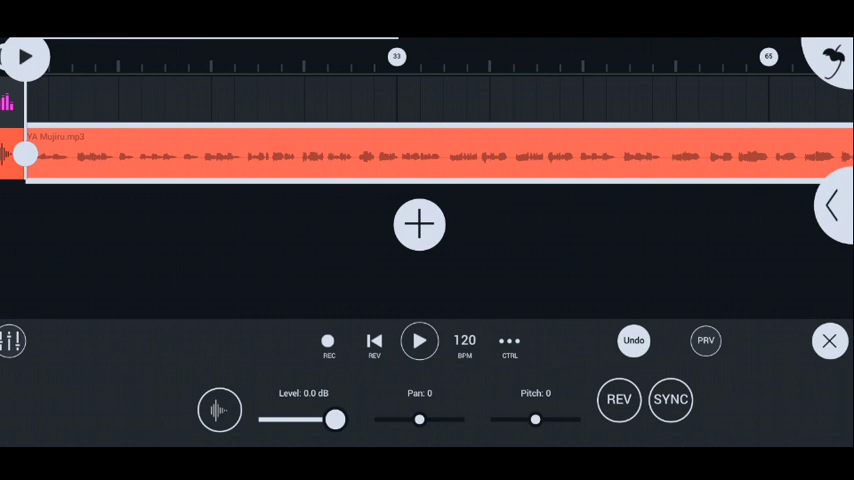 33
65
YA Mujiru.mp3
120
Undo
PRV
REC
REV
BPM
CTRL
Level: 0.0 dB
Pan: 0
Pitch: 0
REV
SYNC